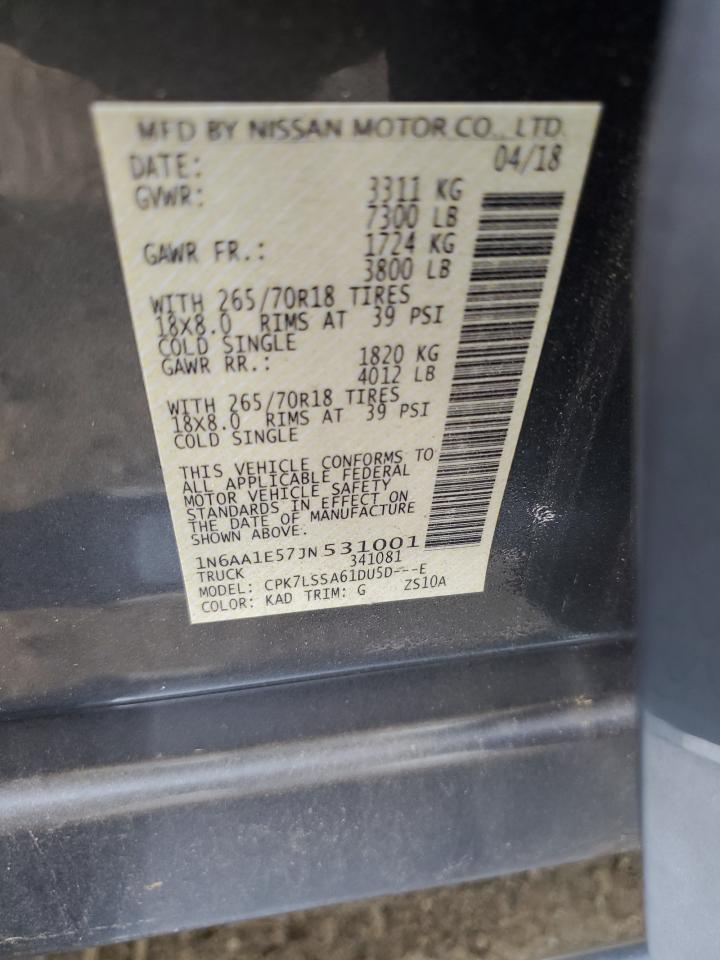 MFD BY NISSAN MOTOR CO., LTD.
DATE: 04/18
GVWR: 3311 KG
7300 LB
GAWR FR.: 1724 KG
3800 LB
WITH 265/70R18 TIRES
18X8.0 RIMS AT 39 PSI
COLD SINGLE
GAWR RR.: 1820 KG
4012 LB
WITH 265/70R18 TIRES
18X8.0 RIMS AT 39 PSI
COLD SINGLE
THIS VEHICLE CONFORMS TO
ALL APPLICABLE FEDERAL
MOTOR VEHICLE SAFETY
STANDARDS IN EFFECT ON
THE DATE OF MANUFACTURE
SHOWN ABOVE.
1N6AA1E57JN531001
TRUCK 341081
MODEL: CPK7LSSA61DU5D---E
COLOR: KAD TRIM: G ZS10A